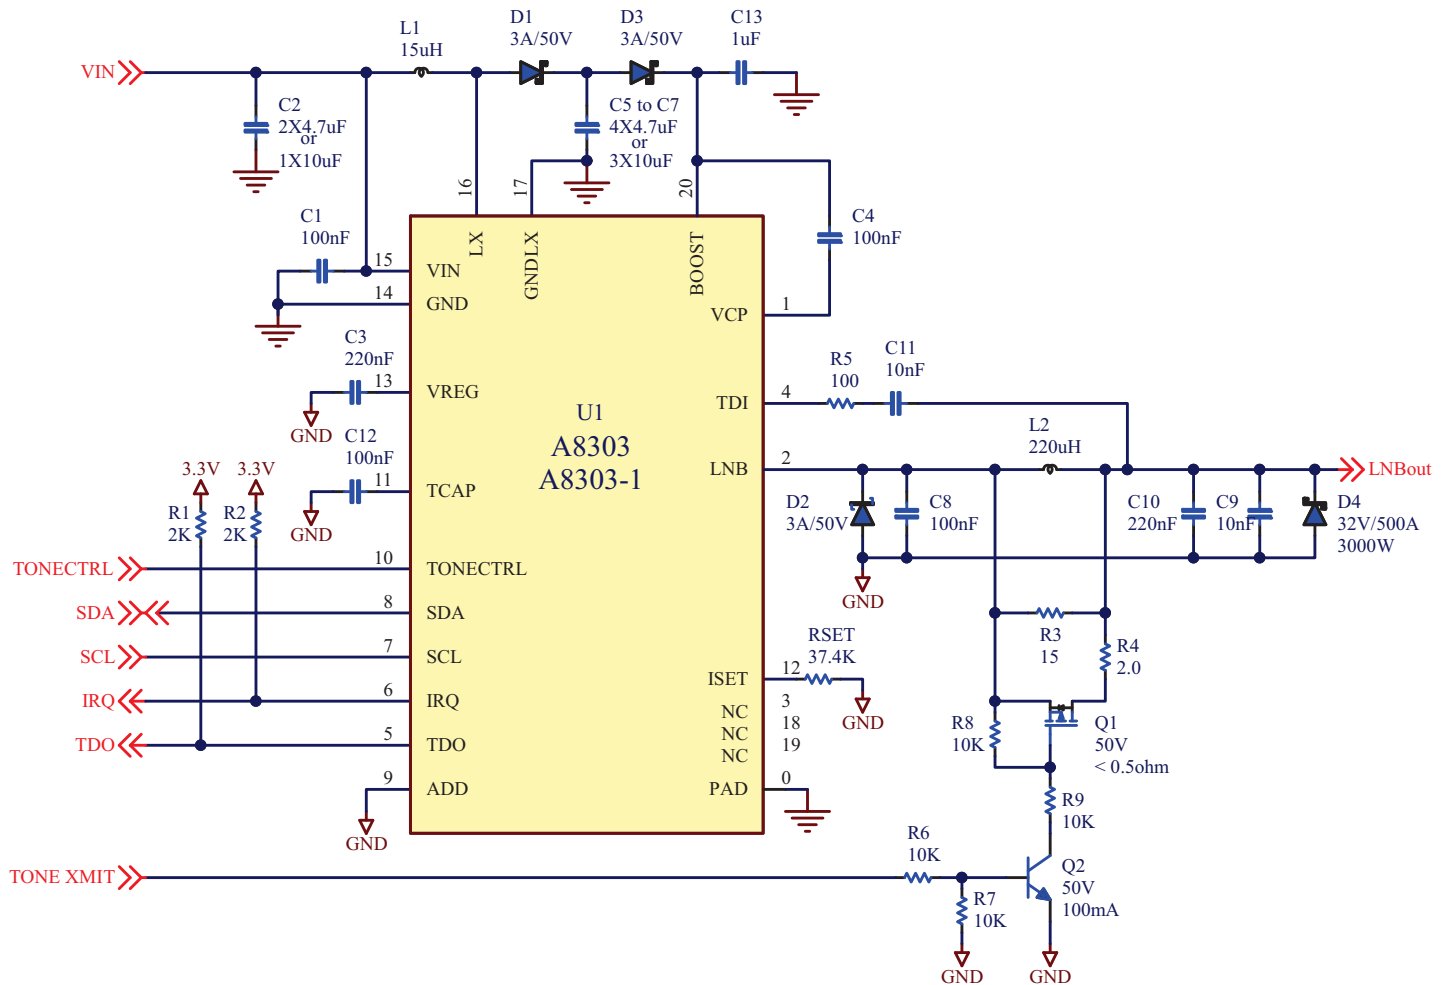 L1
15uH
D1
3A/50V
D3
3A/50V
C13
1uF
VIN
C2
2X4.7uF
or
1X10uF
C5 to C7
4X4.7uF
or
3X10uF
16
17
20
C1
100nF
C4
100nF
LX
GNDLX
BOOST
15
VIN
14
GND
VCP
1
C3
220nF
13
VREG
GND
R5
100
C11
10nF
TDI
4
U1
A8303
A8303-1
C12
100nF
11
TCAP
GND
L2
220uH
LNB
2
LNBout
3.3V
3.3V
R1
2K
R2
2K
D2
3A/50V
C8
100nF
C10
220nF
C9
10nF
D4
32V/500A
3000W
GND
TONECTRL
10
TONECTRL
SDA
8
SDA
SCL
7
SCL
IRQ
6
IRQ
TDO
5
TDO
9
ADD
GND
RSET
37.4K
ISET
12
GND
NC
3
NC
18
NC
19
PAD
0
R3
15
R4
2.0
R8
10K
Q1
50V
< 0.5ohm
R9
10K
TONE XMIT
R6
10K
R7
10K
Q2
50V
100mA
GND
GND